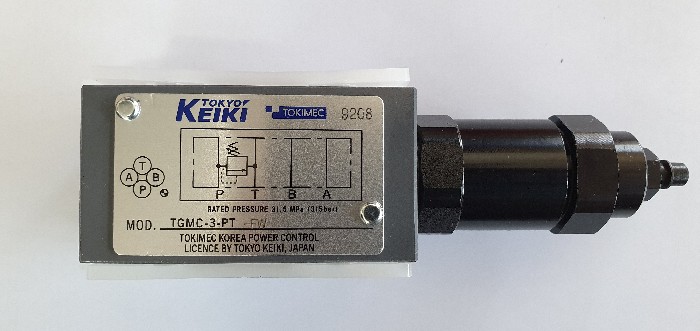 TOKYO
KEIKI TOKIMEC 9208
T
A B
P
P T B A
RATED PRESSURE 31.5 MPa (315bar)
MOD. TGMC-3-PT -FW
TOKIMEC KOREA POWER CONTROL
LICENCE BY TOKYO KEIKI, JAPAN